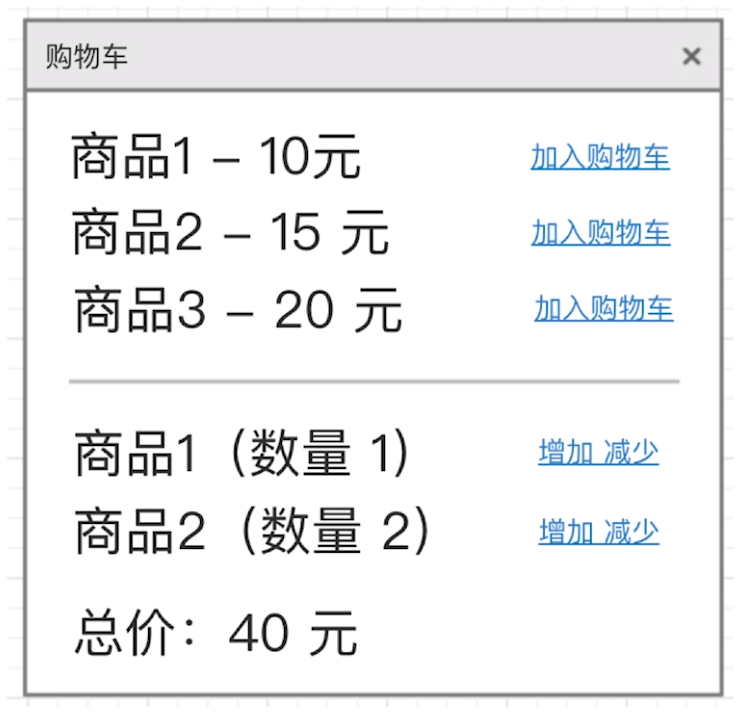 购物车 ×
商品1 – 10元 加入购物车
商品2 – 15 元 加入购物车
商品3 – 20 元 加入购物车
商品1（数量 1） 增加 减少
商品2（数量 2） 增加 减少
总价：40 元